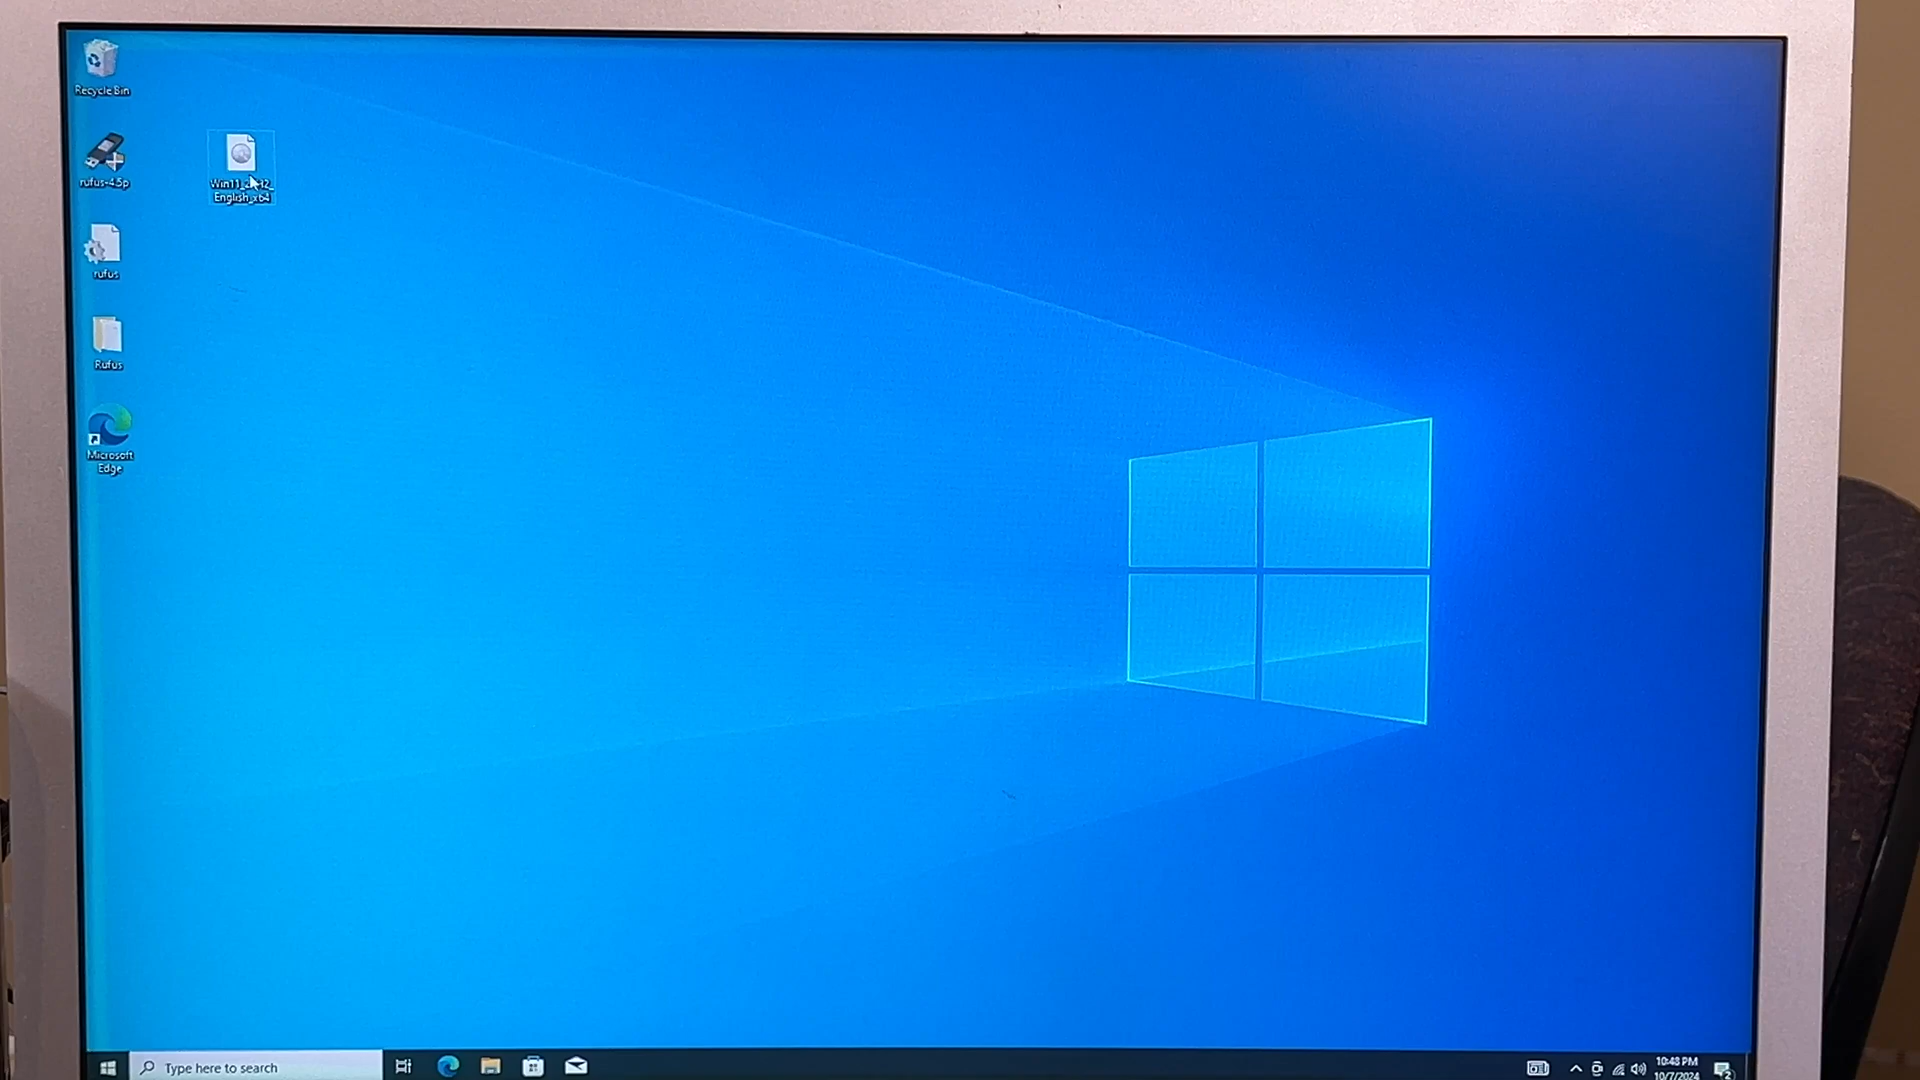 Recycle Bin
rufus-4.5p
English_x64
rufus
Rufus
Microsoft
Edge
Type here to search
10:48 PM
10/7/2024
2